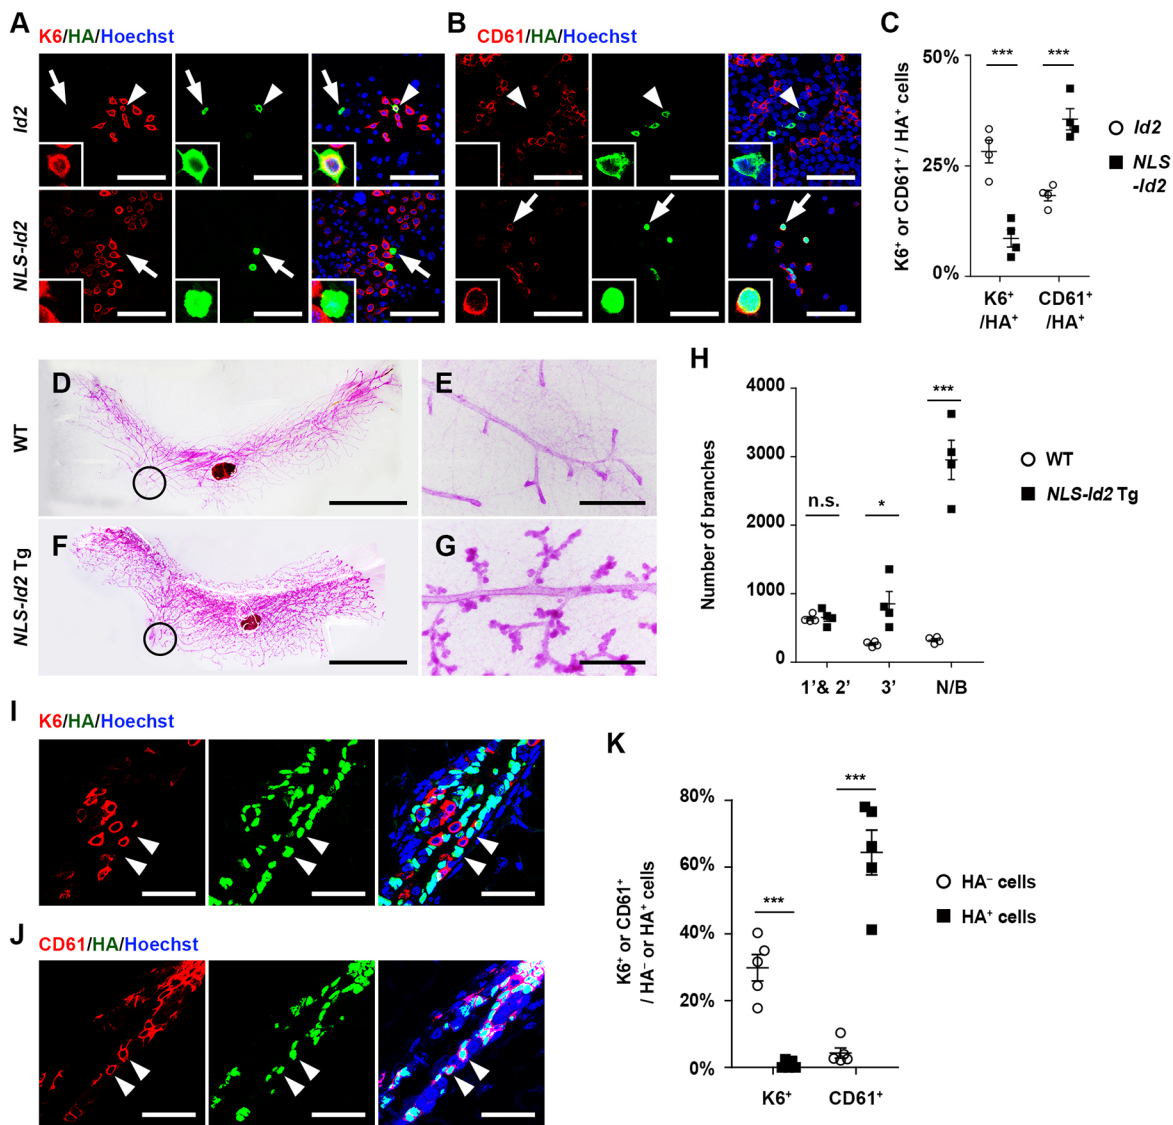 A
K6/HA/Hoechst
Id2
NLS-Id2
B
CD61/HA/Hoechst
C
K6⁺ or CD61⁺ / HA⁺ cells
50%
25%
0%
***
***
K6⁺
/HA⁺
CD61⁺
/HA⁺
Id2
NLS
-Id2
D
WT
E
F
NLS-Id2 Tg
G
H
Number of branches
4000
3000
2000
1000
0
n.s.
*
***
1’& 2’
3’
N/B
WT
NLS-Id2 Tg
I
K6/HA/Hoechst
J
CD61/HA/Hoechst
K
K6⁺ or CD61⁺
/ HA⁻ or HA⁺ cells
80%
60%
40%
20%
0%
***
***
K6⁺
CD61⁺
HA⁻ cells
HA⁺ cells